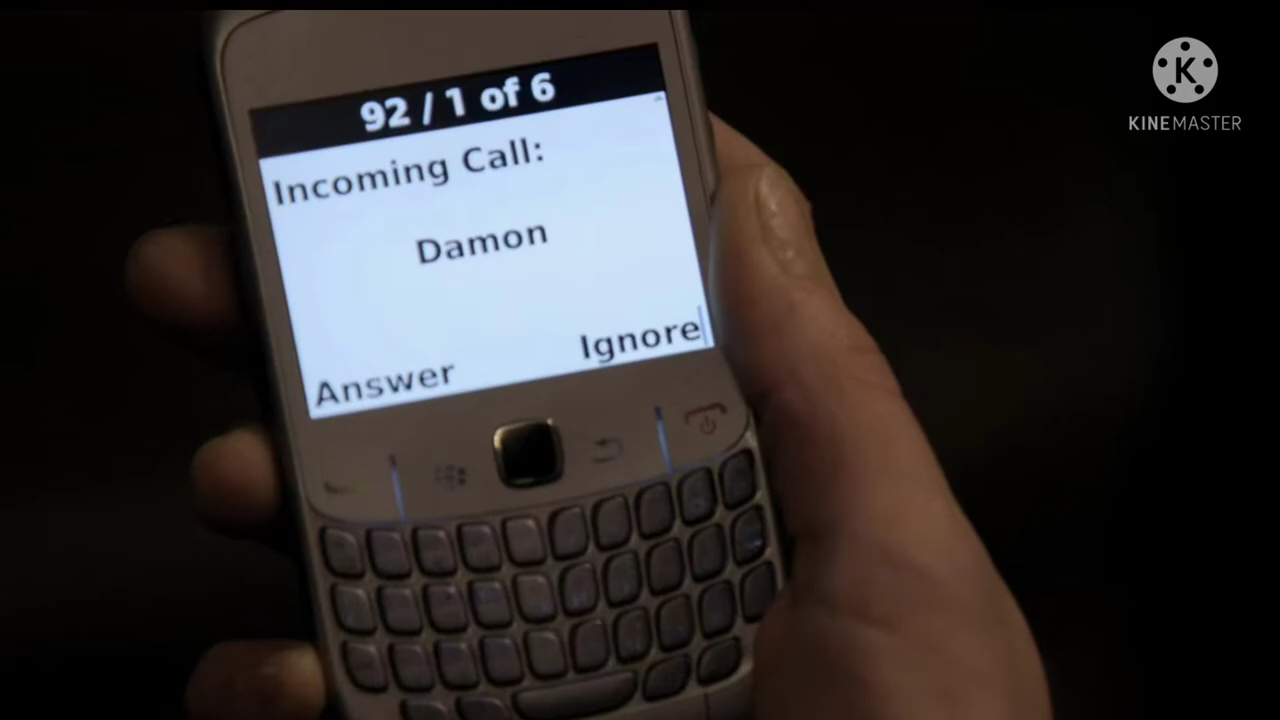 92 / 1 of 6
Incoming Call:
Damon
Ignore
Answer
K
KINEMASTER